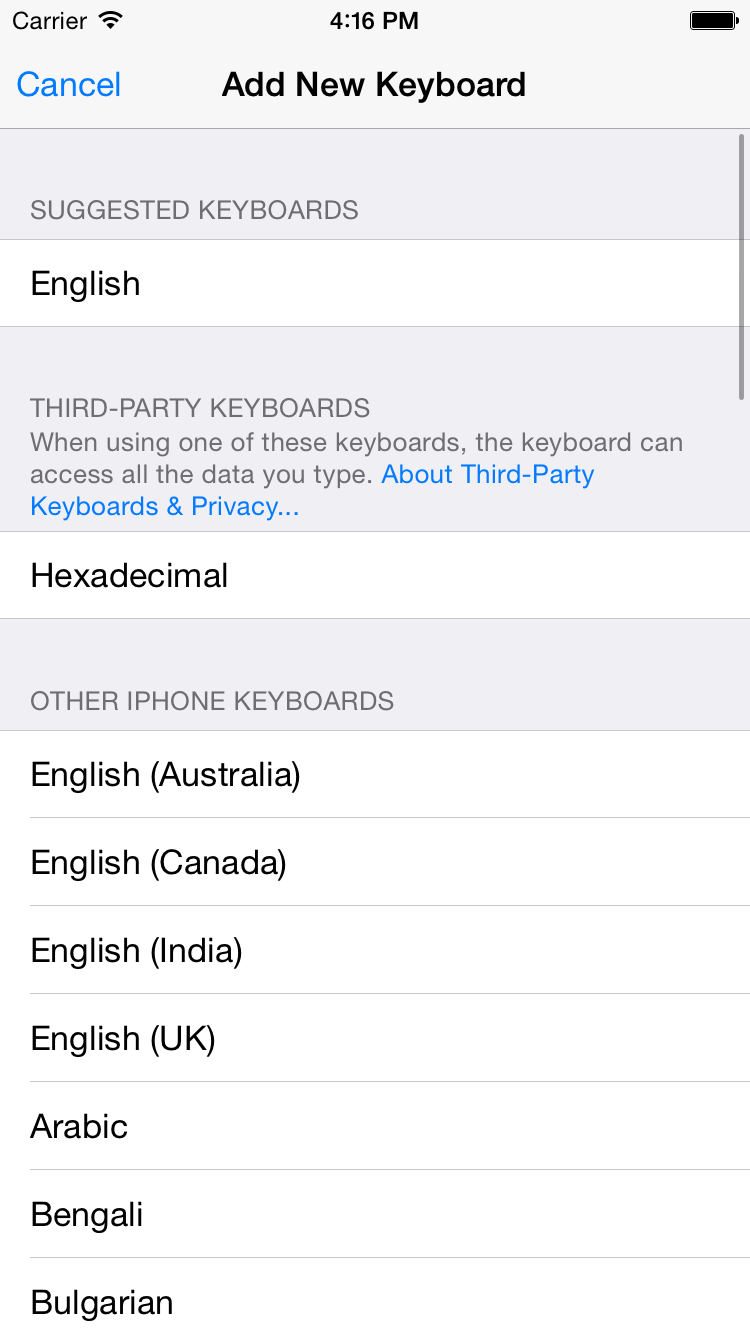 Carrier 4:16 PM
Cancel Add New Keyboard
SUGGESTED KEYBOARDS
English
THIRD-PARTY KEYBOARDS
When using one of these keyboards, the keyboard can
access all the data you type. About Third-Party
Keyboards & Privacy...
Hexadecimal
OTHER IPHONE KEYBOARDS
English (Australia)
English (Canada)
English (India)
English (UK)
Arabic
Bengali
Bulgarian